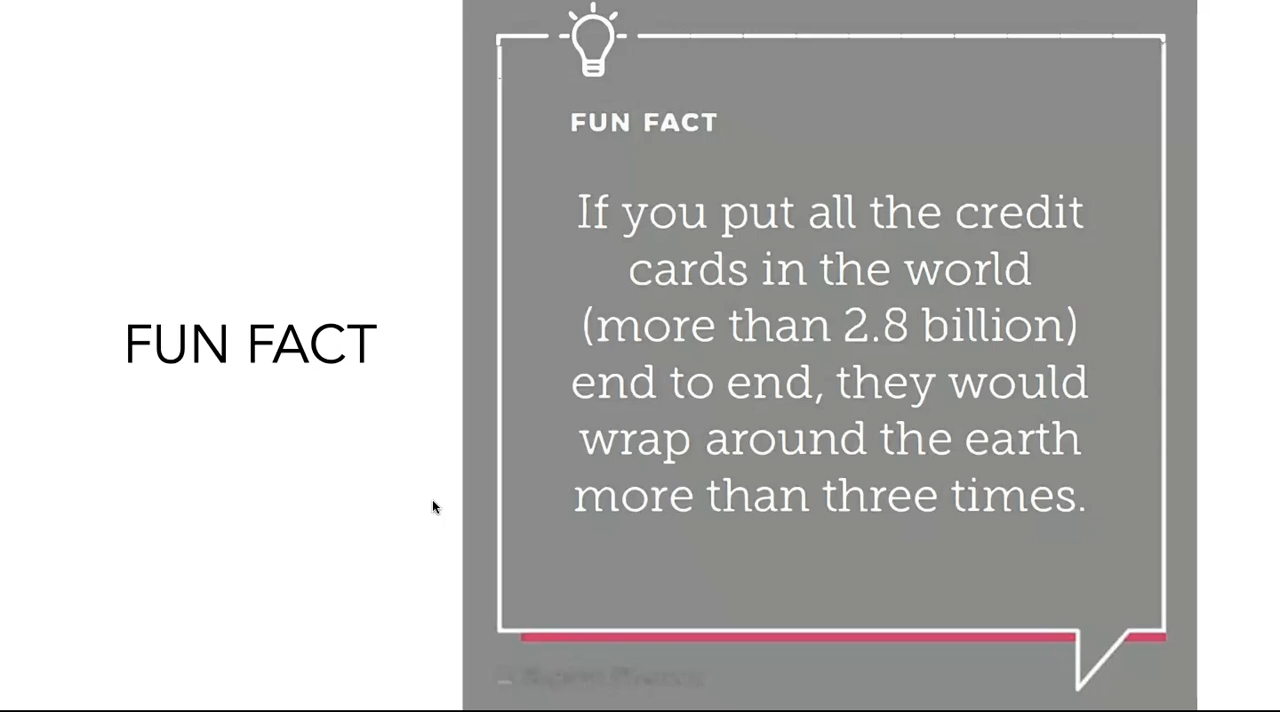 FUN FACT
FUN FACT
If you put all the credit
cards in the world
(more than 2.8 billion)
end to end, they would
wrap around the earth
more than three times.